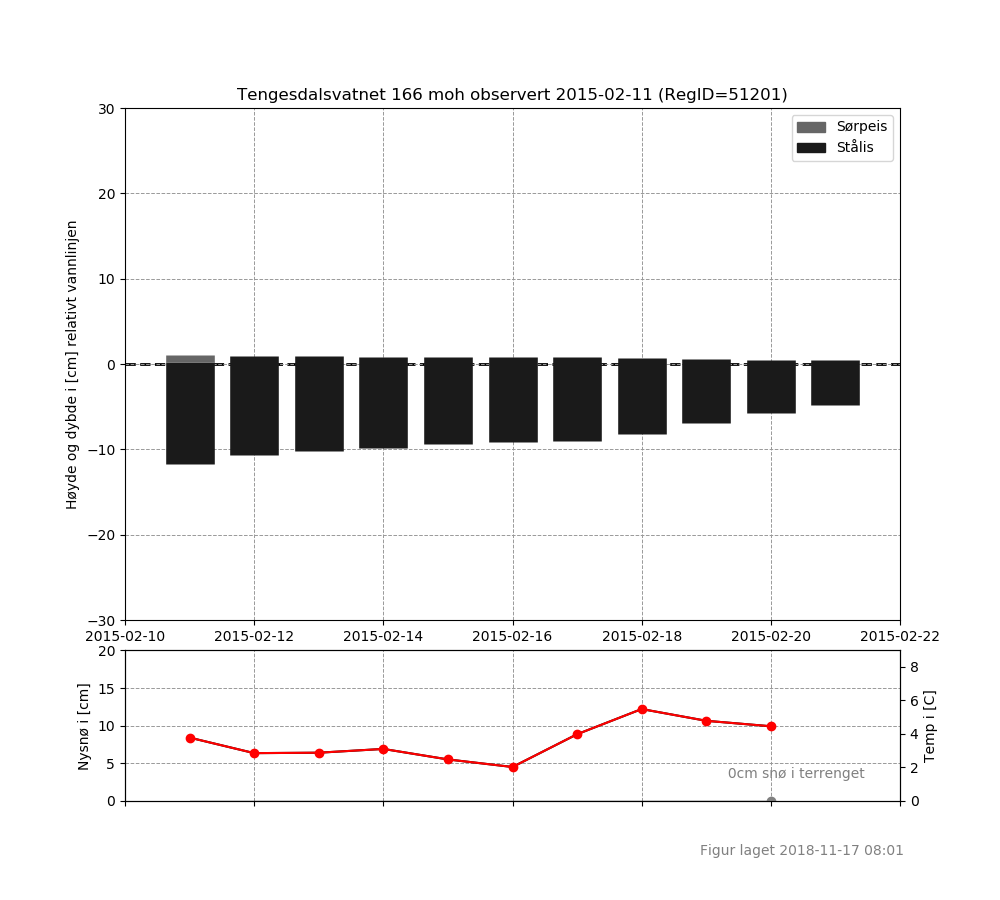 Tengesdalsvatnet 166 moh observert 2015-02-11 (RegID=51201)
Høyde og dybde i [cm] relativt vannlinjen
30
20
10
0
−10
−20
−30
Sørpeis
Stålis
2015-02-10 2015-02-12 2015-02-14 2015-02-16 2015-02-18 2015-02-20 2015-02-22
Nysnø i [cm]
20
15
10
5
0
8
6
4
2
0
Temp i [C]
0cm snø i terrenget
Figur laget 2018-11-17 08:01